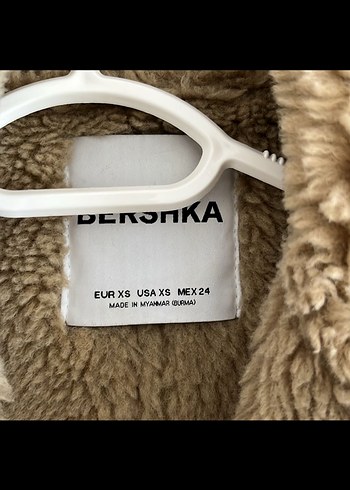 BERSHKA
EUR XS USA XS MEX 24
MADE IN MYANMAR (BURMA)